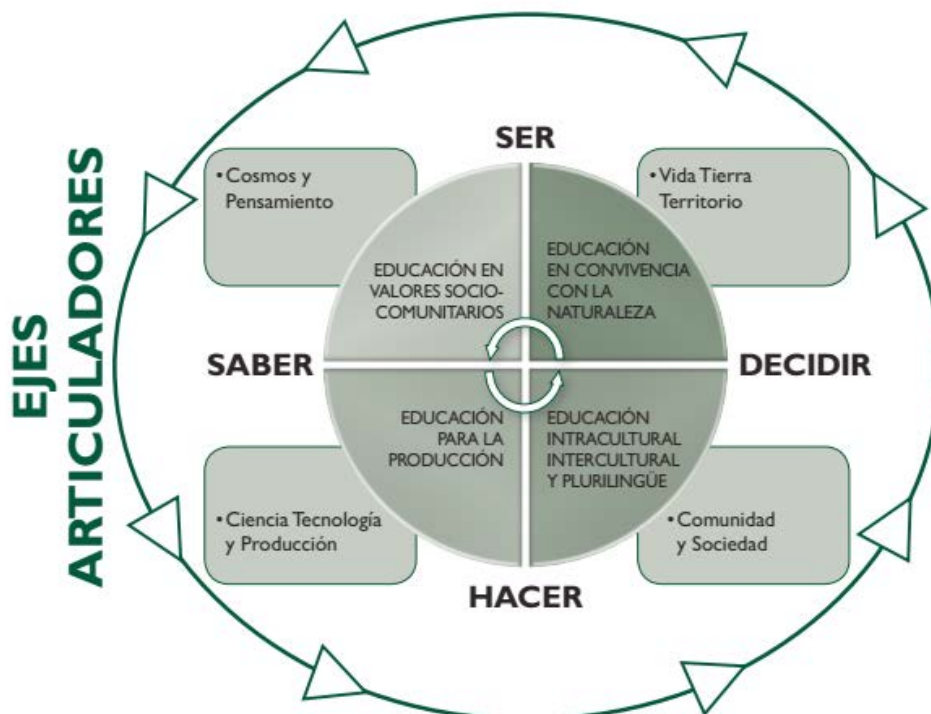 EJES
ARTICULADORES
SER
• Cosmos y
Pensamiento
• Vida Tierra
Territorio
EDUCACIÓN EN
VALORES SOCIO-
COMUNITARIOS
EDUCACIÓN
EN CONVIVENCIA
CON LA
NATURALEZA
SABER
DECIDIR
EDUCACIÓN
PARA LA
PRODUCCIÓN
EDUCACIÓN
INTRACULTURAL
INTERCULTURAL
Y PLURILINGÜE
• Ciencia Tecnología
y Producción
• Comunidad
y Sociedad
HACER